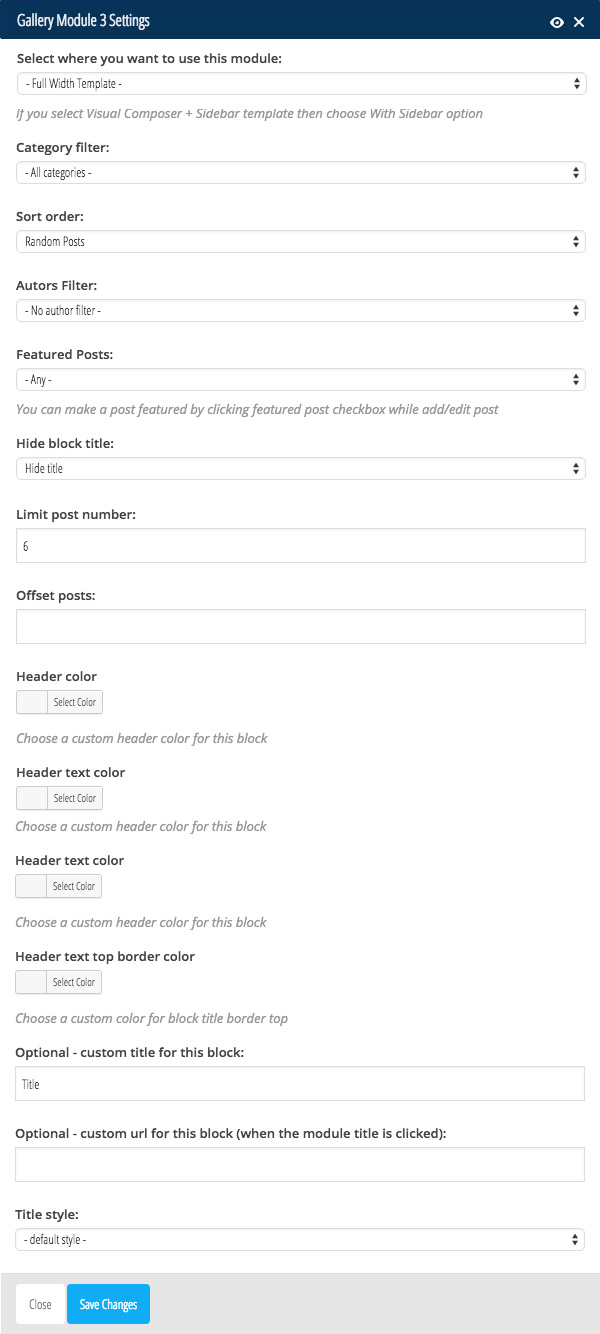 Gallery Module 3 Settings
Select where you want to use this module:
- Full Width Template -
If you select Visual Composer + Sidebar template then choose With Sidebar option
Category filter:
- All categories -
Sort order:
Random Posts
Autors Filter:
- No author filter -
Featured Posts:
- Any -
You can make a post featured by clicking featured post checkbox while add/edit post
Hide block title:
Hide title
Limit post number:
6
Offset posts:
Header color
Select Color
Choose a custom header color for this block
Header text color
Select Color
Choose a custom header color for this block
Header text color
Select Color
Choose a custom header color for this block
Header text top border color
Select Color
Choose a custom color for block title border top
Optional - custom title for this block:
Title
Optional - custom url for this block (when the module title is clicked):
Title style:
- default style -
Close Save Changes